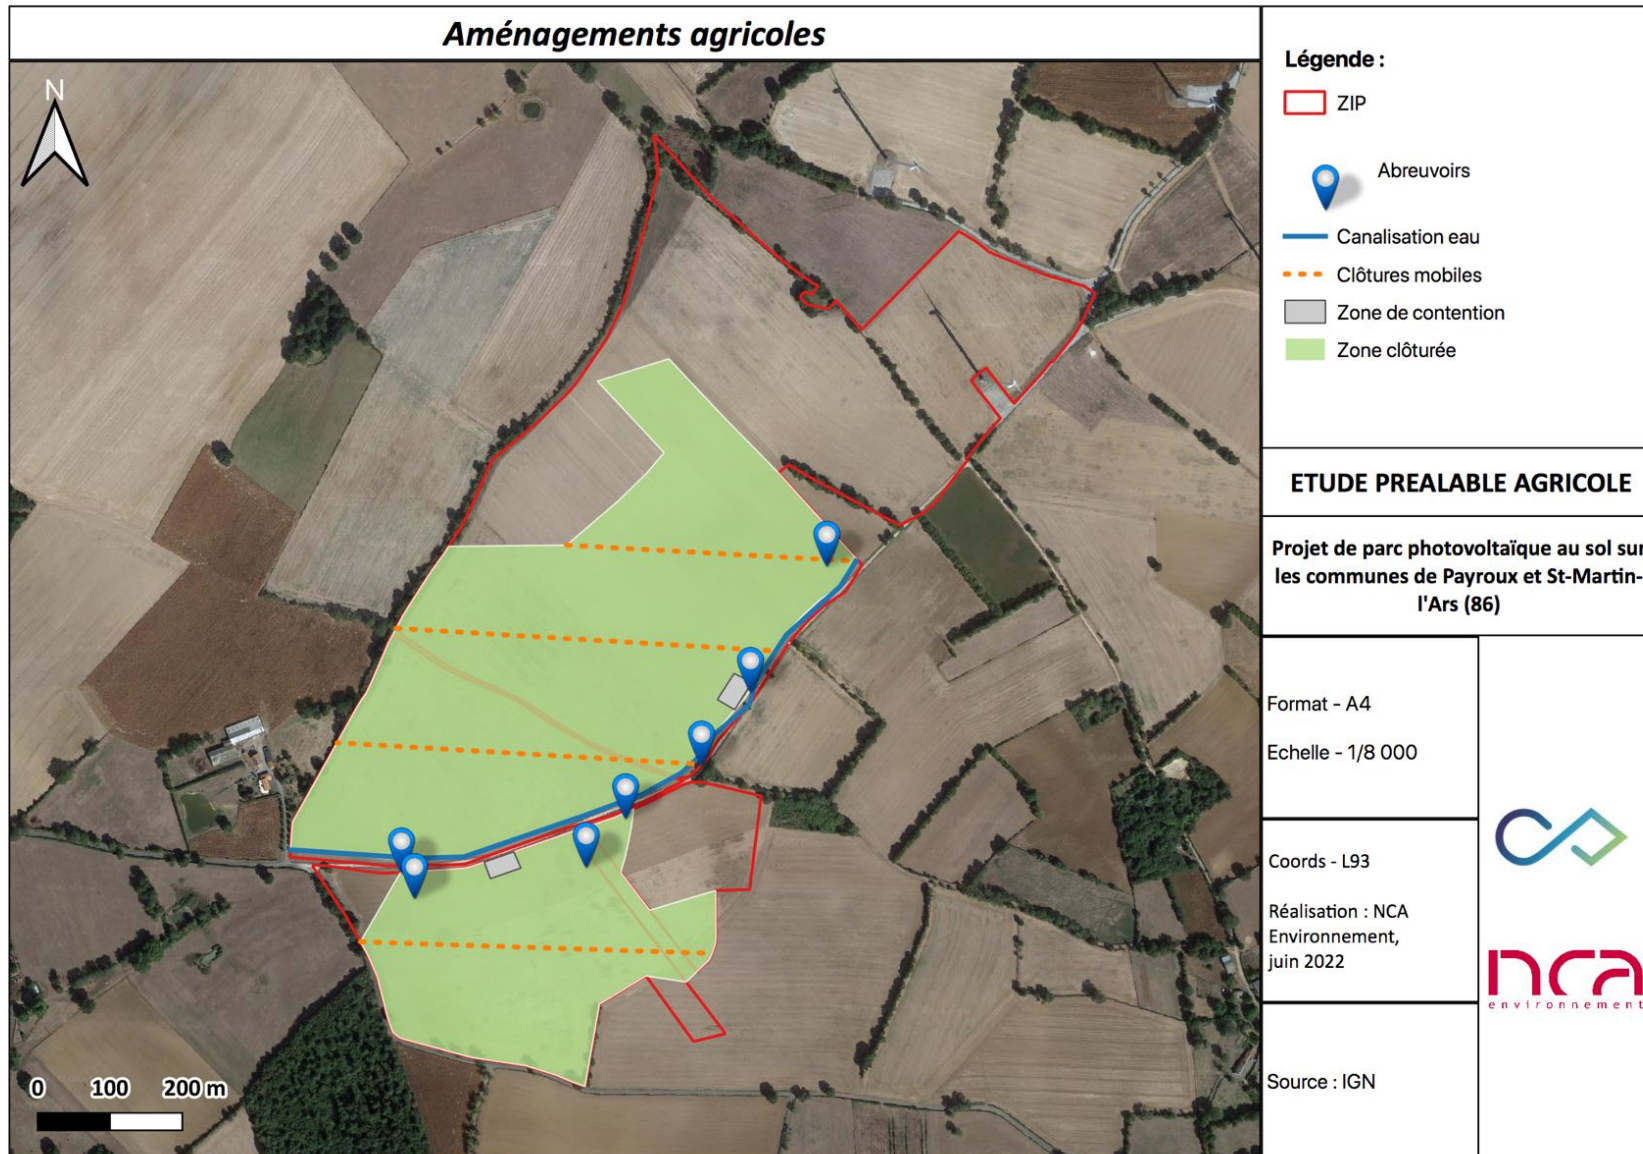 Aménagements agricoles
N
0 100 200 m
Légende :
ZIP
Abreuvoirs
Canalisation eau
Clôtures mobiles
Zone de contention
Zone clôturée
ETUDE PREALABLE AGRICOLE
Projet de parc photovoltaïque au sol sur
les communes de Payroux et St-Martin-
l'Ars (86)
Format - A4
Echelle - 1/8 000
Coords - L93
Réalisation : NCA
Environnement,
juin 2022
Source : IGN
nca
environnement